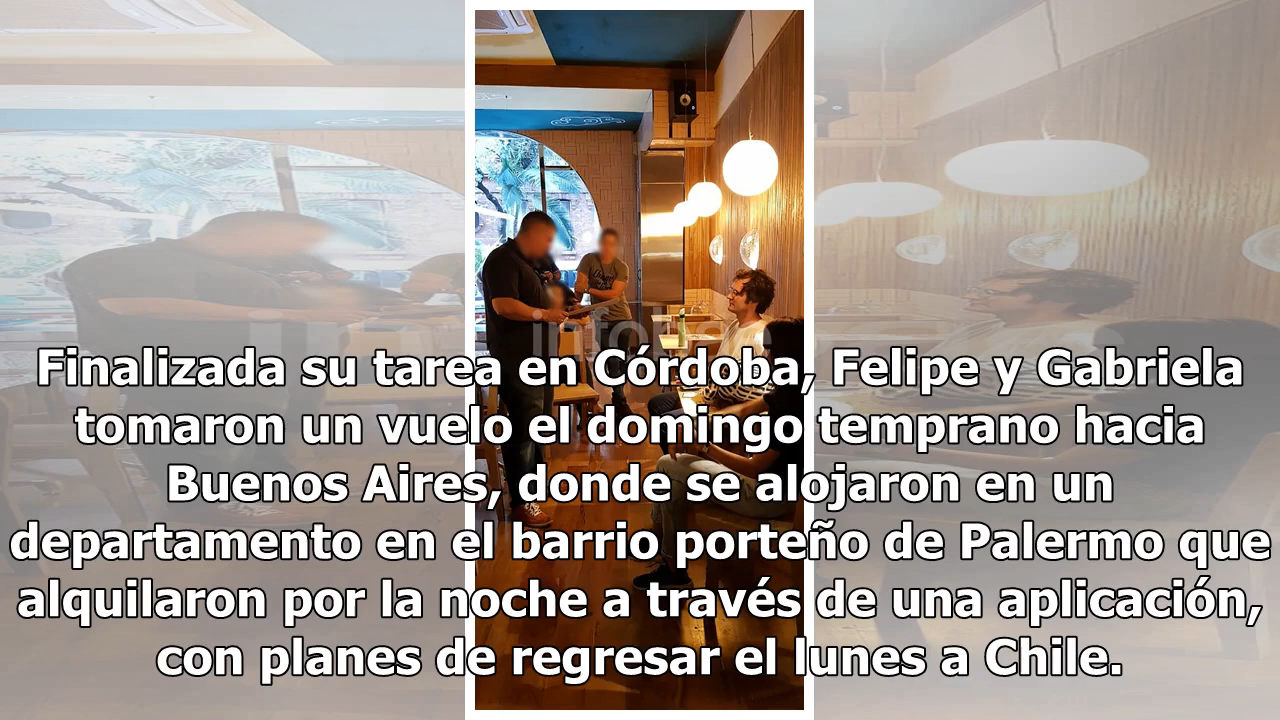 infobae
Finalizada su tarea en Córdoba, Felipe y Gabriela
tomaron un vuelo el domingo temprano hacia
Buenos Aires, donde se alojaron en un
departamento en el barrio porteño de Palermo que
alquilaron por la noche a través de una aplicación,
con planes de regresar el lunes a Chile.